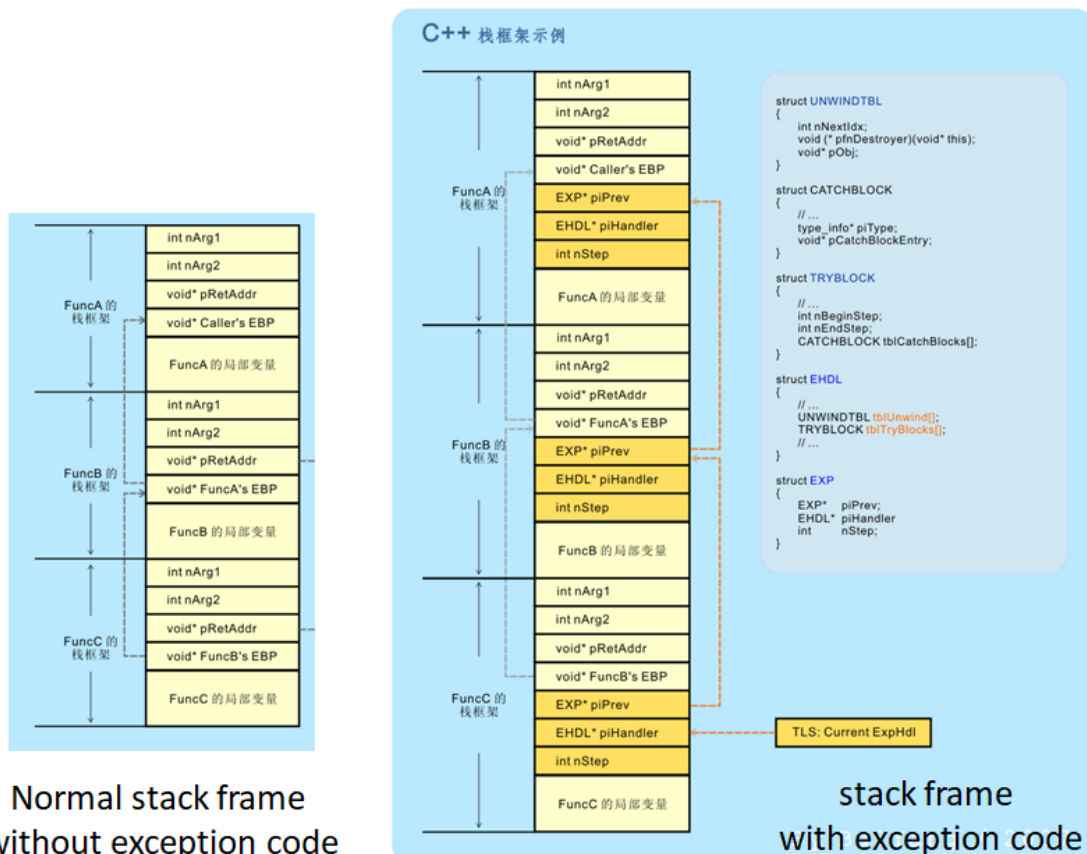 int nArg1
int nArg2
void* pRetAddr
void* Caller's EBP
FuncA 的局部变量
int nArg1
int nArg2
void* pRetAddr
void* FuncA's EBP
FuncB 的局部变量
int nArg1
int nArg2
void* pRetAddr
void* FuncB's EBP
FuncC 的局部变量
FuncA 的
栈框架
FuncB 的
栈框架
FuncC 的
栈框架
Normal stack frame
without exception code
C++ 栈框架示例
int nArg1
int nArg2
void* pRetAddr
void* Caller's EBP
EXP* piPrev
EHDL* piHandler
int nStep
FuncA 的局部变量
int nArg1
int nArg2
void* pRetAddr
void* FuncA's EBP
EXP* piPrev
EHDL* piHandler
int nStep
FuncB 的局部变量
int nArg1
int nArg2
void* pRetAddr
void* FuncB's EBP
EXP* piPrev
EHDL* piHandler
int nStep
FuncC 的局部变量
FuncA 的
栈框架
FuncB 的
栈框架
FuncC 的
栈框架
struct UNWINDTBL
{
int nNextIdx;
void (* pfnDestroyer)(void* this);
void* pObj;
}
struct CATCHBLOCK
{
// ...
type_info* piType;
void* pCatchBlockEntry;
}
struct TRYBLOCK
{
// ...
int nBeginStep;
int nEndStep;
CATCHBLOCK tblCatchBlocks[];
}
struct EHDL
{
// ...
UNWINDTBL tblUnwind[];
TRYBLOCK tblTryBlocks[];
// ...
}
struct EXP
{
EXP* piPrev;
EHDL* piHandler
int nStep;
}
TLS: Current ExpHdl
stack frame
with exception code